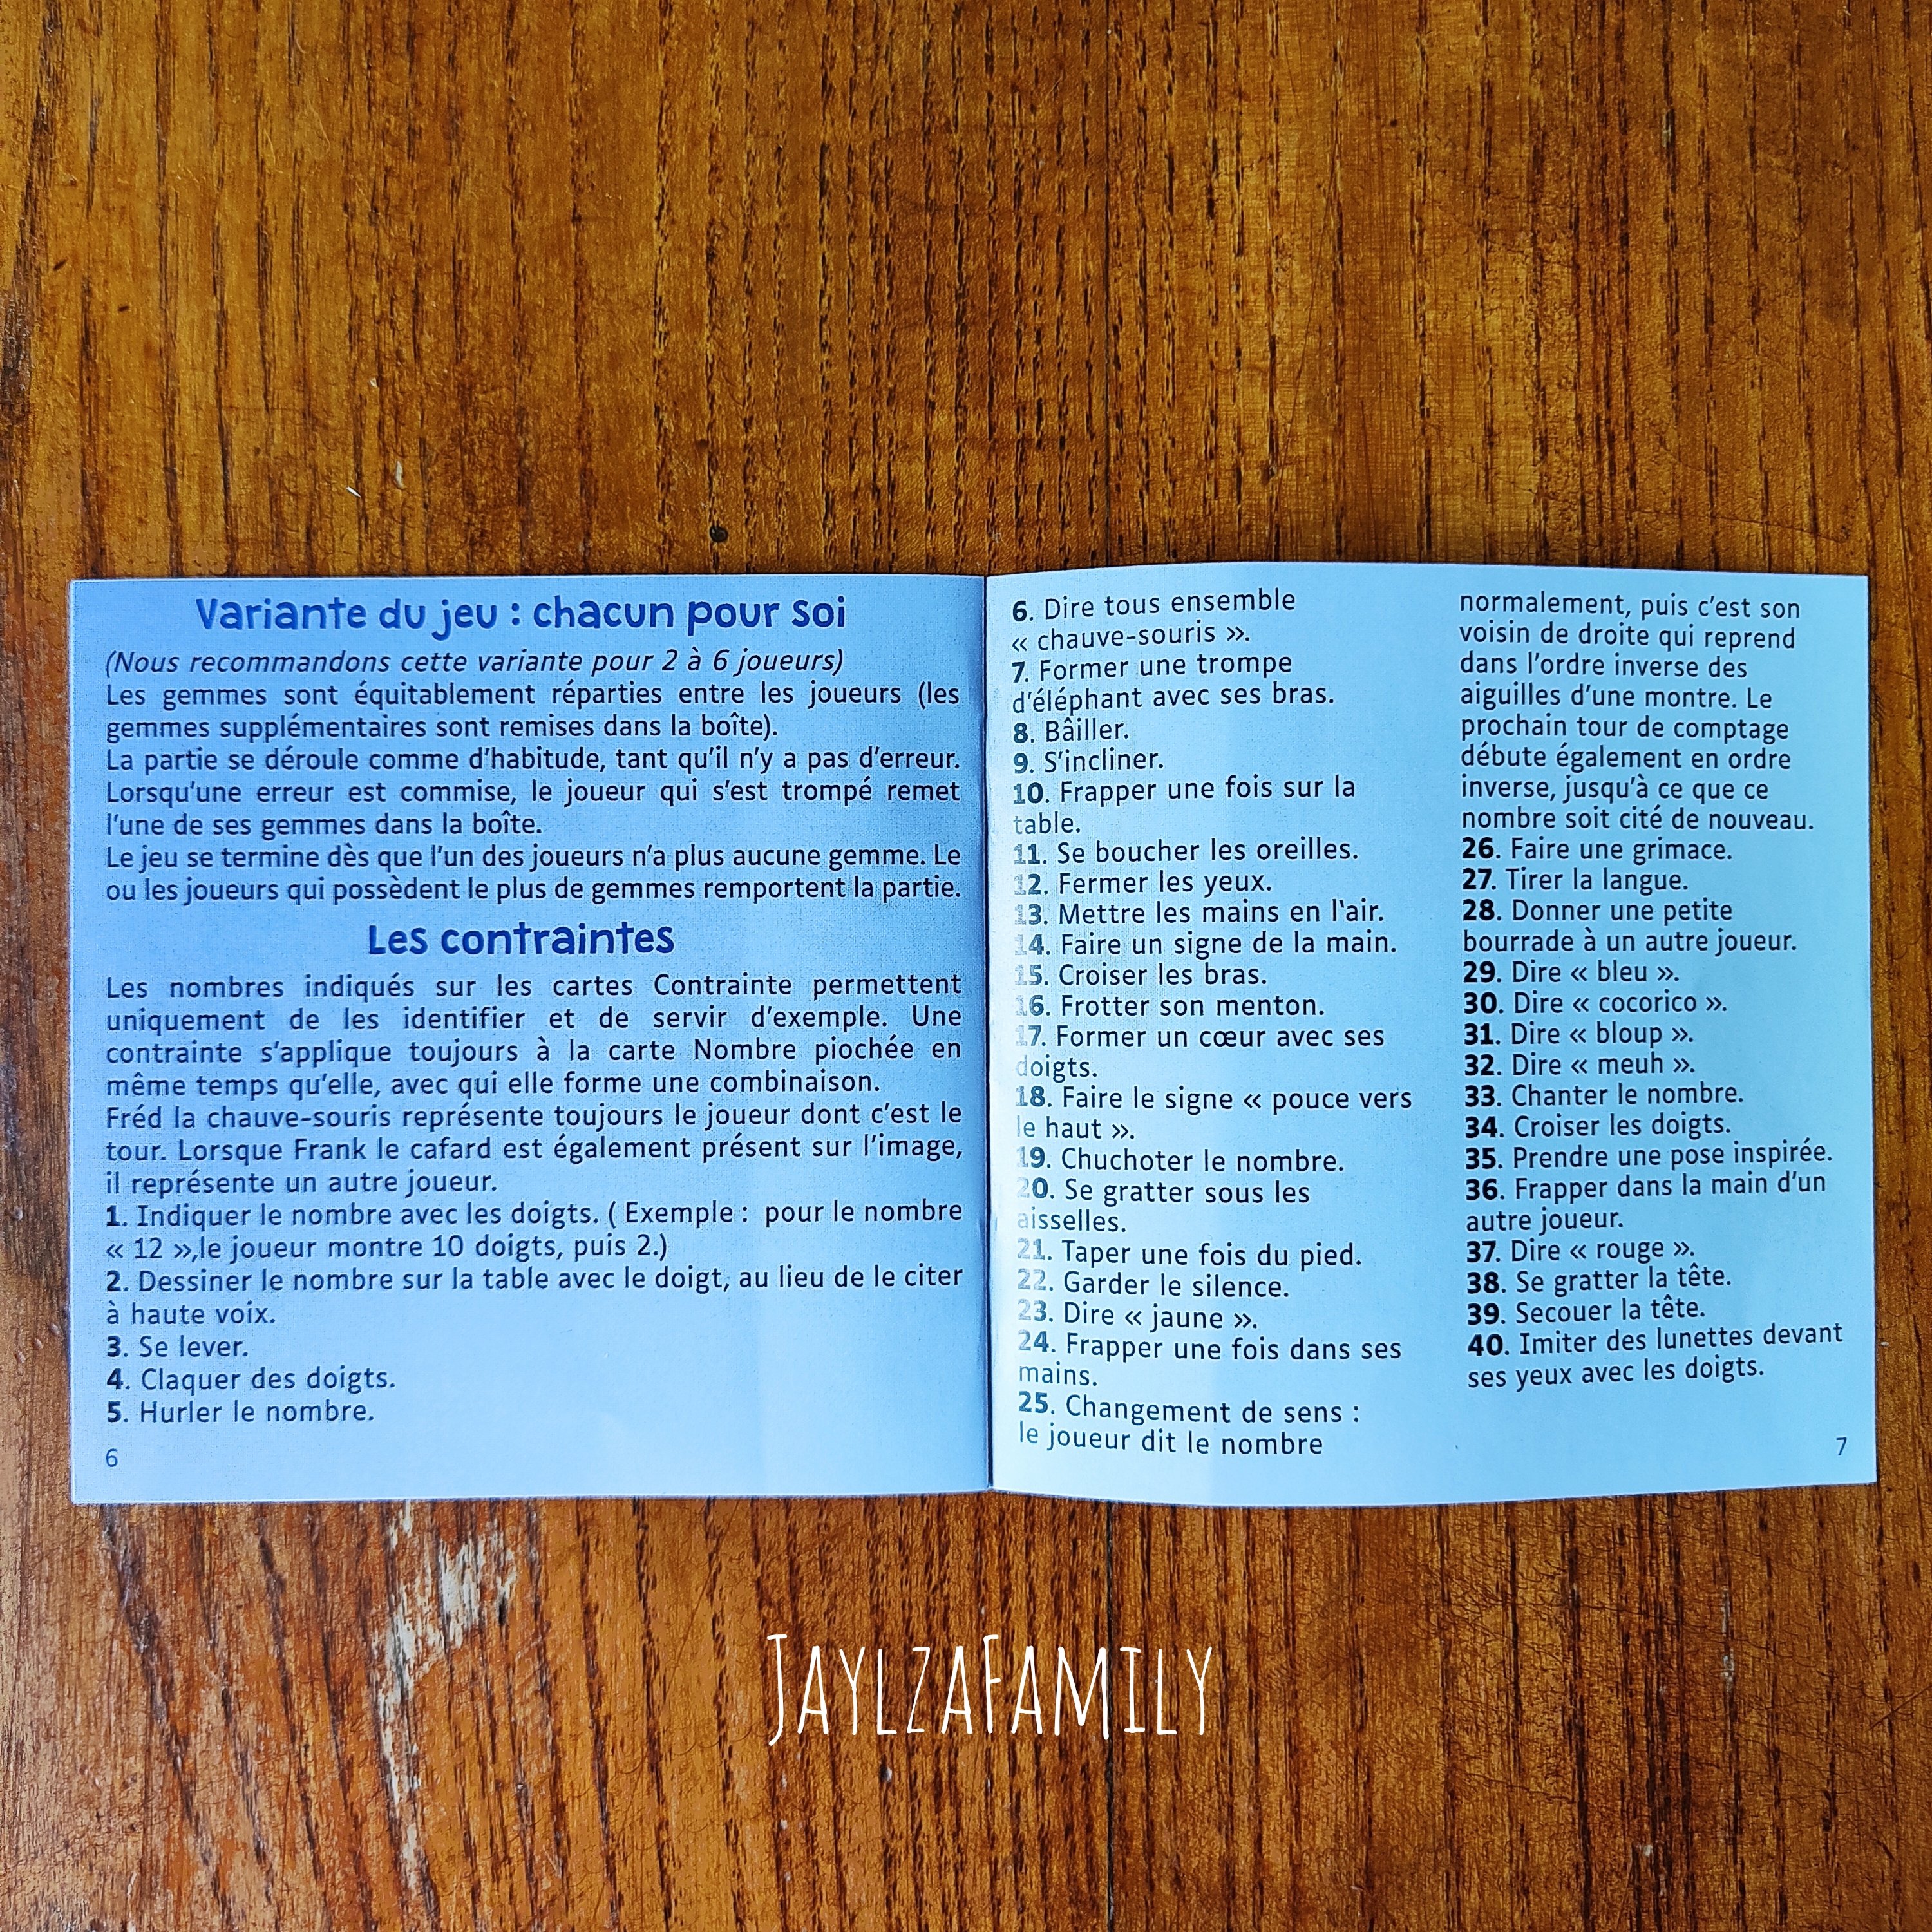 Variante du jeu : chacun pour soi
(Nous recommandons cette variante pour 2 à 6 joueurs)
Les gemmes sont équitablement réparties entre les joueurs (les
gemmes supplémentaires sont remises dans la boîte).
La partie se déroule comme d'habitude, tant qu'il n'y a pas d'erreur.
Lorsqu'une erreur est commise, le joueur qui s'est trompé remet
l'une de ses gemmes dans la boîte.
Le jeu se termine dès que l'un des joueurs n'a plus aucune gemme. Le
ou les joueurs qui possèdent le plus de gemmes remportent la partie.
Les contraintes
Les nombres indiqués sur les cartes Contrainte permettent
uniquement de les identifier et de servir d'exemple. Une
contrainte s'applique toujours à la carte Nombre piochée en
même temps qu'elle, avec qui elle forme une combinaison.
Fréd la chauve-souris représente toujours le joueur dont c'est le
tour. Lorsque Frank le cafard est également présent sur l'image,
il représente un autre joueur.
1. Indiquer le nombre avec les doigts. ( Exemple : pour le nombre
« 12 »,le joueur montre 10 doigts, puis 2.)
2. Dessiner le nombre sur la table avec le doigt, au lieu de le citer
à haute voix.
3. Se lever.
4. Claquer des doigts.
5. Hurler le nombre.
6
6. Dire tous ensemble
« chauve-souris ».
7. Former une trompe
d'éléphant avec ses bras.
8. Bâiller.
9. S'incliner.
10. Frapper une fois sur la
table.
11. Se boucher les oreilles.
12. Fermer les yeux.
13. Mettre les mains en l'air.
14. Faire un signe de la main.
15. Croiser les bras.
16. Frotter son menton.
17. Former un cœur avec ses
doigts.
18. Faire le signe « pouce vers
le haut ».
19. Chuchoter le nombre.
20. Se gratter sous les
aisselles.
21. Taper une fois du pied.
22. Garder le silence.
23. Dire « jaune ».
24. Frapper une fois dans ses
mains.
25. Changement de sens :
le joueur dit le nombre
normalement, puis c'est son
voisin de droite qui reprend
dans l'ordre inverse des
aiguilles d'une montre. Le
prochain tour de comptage
débute également en ordre
inverse, jusqu'à ce que ce
nombre soit cité de nouveau.
26. Faire une grimace.
27. Tirer la langue.
28. Donner une petite
bourrade à un autre joueur.
29. Dire « bleu ».
30. Dire « cocorico ».
31. Dire « bloup ».
32. Dire « meuh ».
33. Chanter le nombre.
34. Croiser les doigts.
35. Prendre une pose inspirée.
36. Frapper dans la main d'un
autre joueur.
37. Dire « rouge ».
38. Se gratter la tête.
39. Secouer la tête.
40. Imiter des lunettes devant
ses yeux avec les doigts.
7
JAYLZAFAMILY